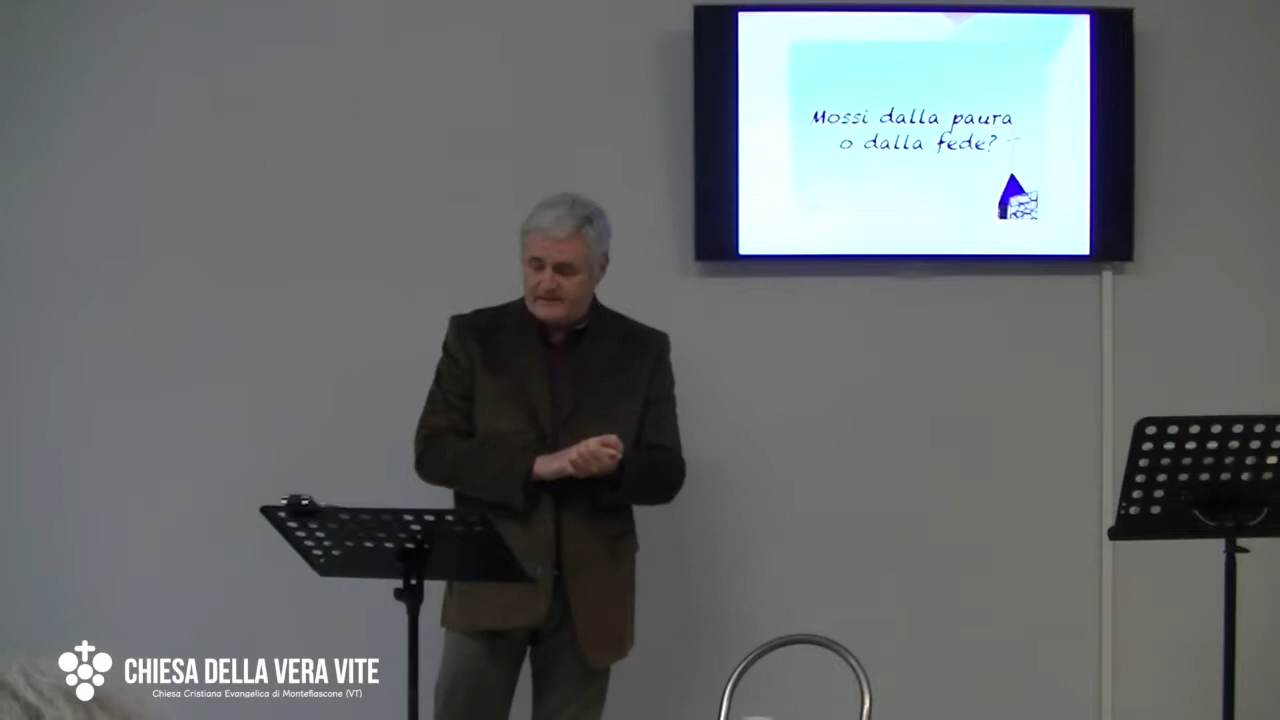 Mossi dalla paura
o dalla fede?
CHIESA DELLA VERA VITE
Chiesa Cristiana Evangelica di Montefiascone (VT)